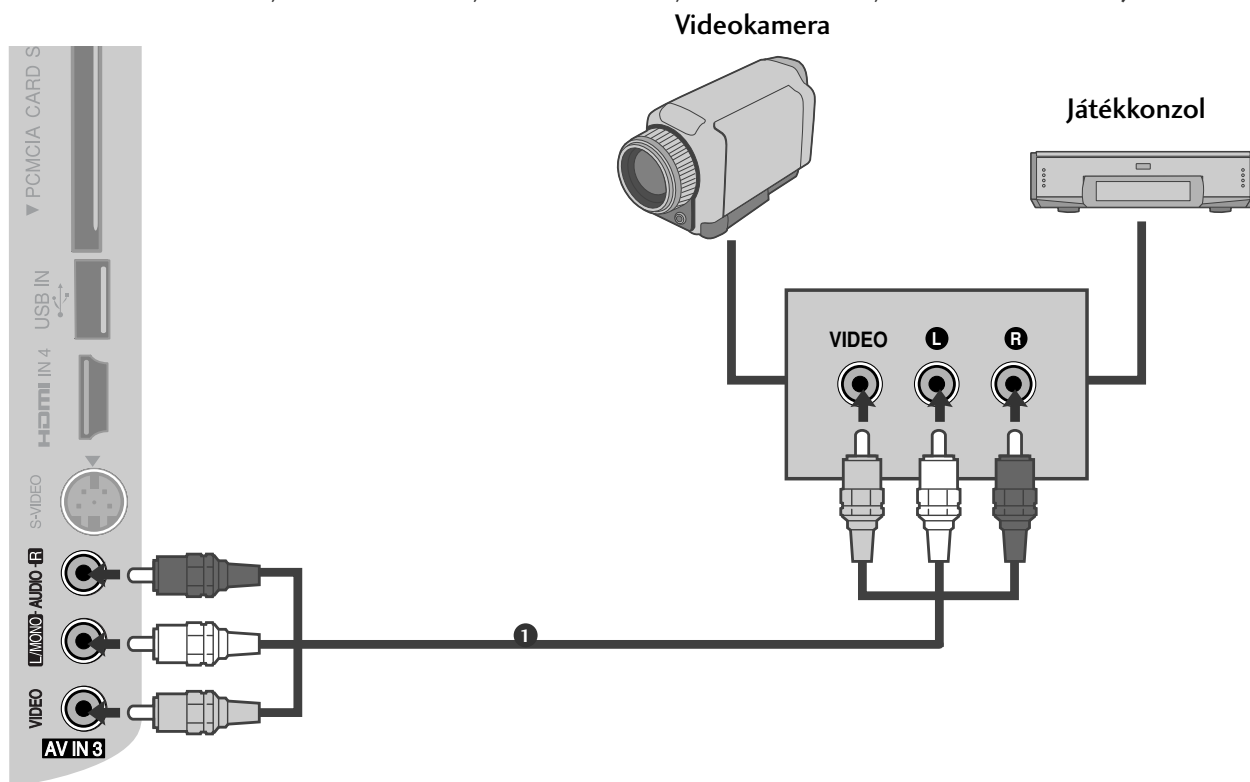 Videokamera
Játékkonzol
▼ PCMCIA CARD S
USB IN
HDMI IN 4
S-VIDEO
L/MONO- AUDIO -R
VIDEO
AV IN 3
VIDEO
L
R
1